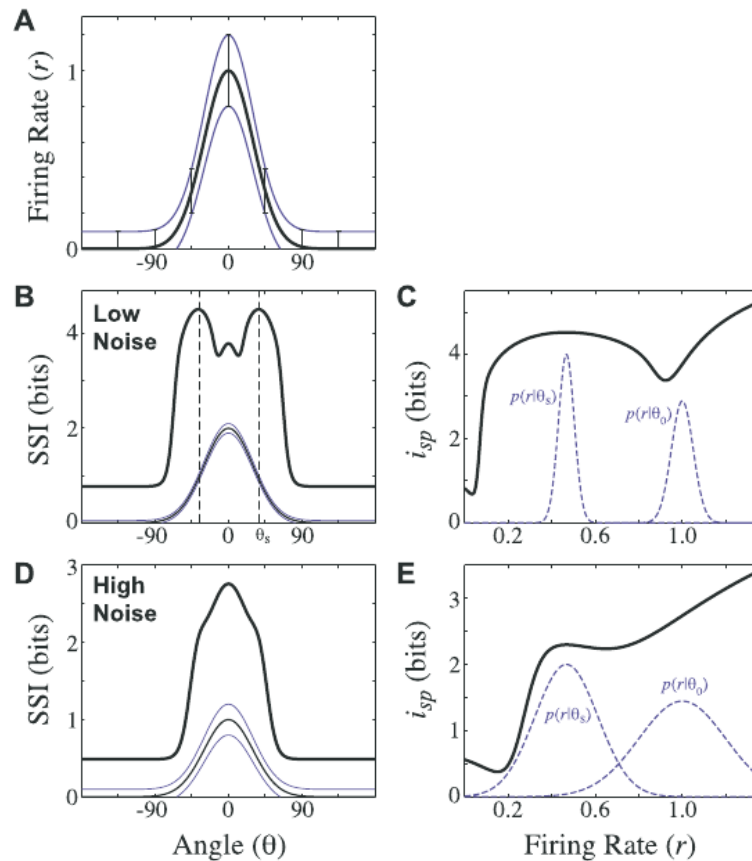 A
Firing Rate (r)
1
0
-90
0
90
B
Low
Noise
SSI (bits)
4
2
0
-90
0
θs
90
C
i_sp (bits)
4
2
0
p(r|θs)
p(r|θ0)
0.2
0.6
1.0
D
High
Noise
SSI (bits)
3
2
1
0
-90
0
90
Angle (θ)
E
i_sp (bits)
3
2
1
0
p(r|θs)
p(r|θ0)
0.2
0.6
1.0
Firing Rate (r)